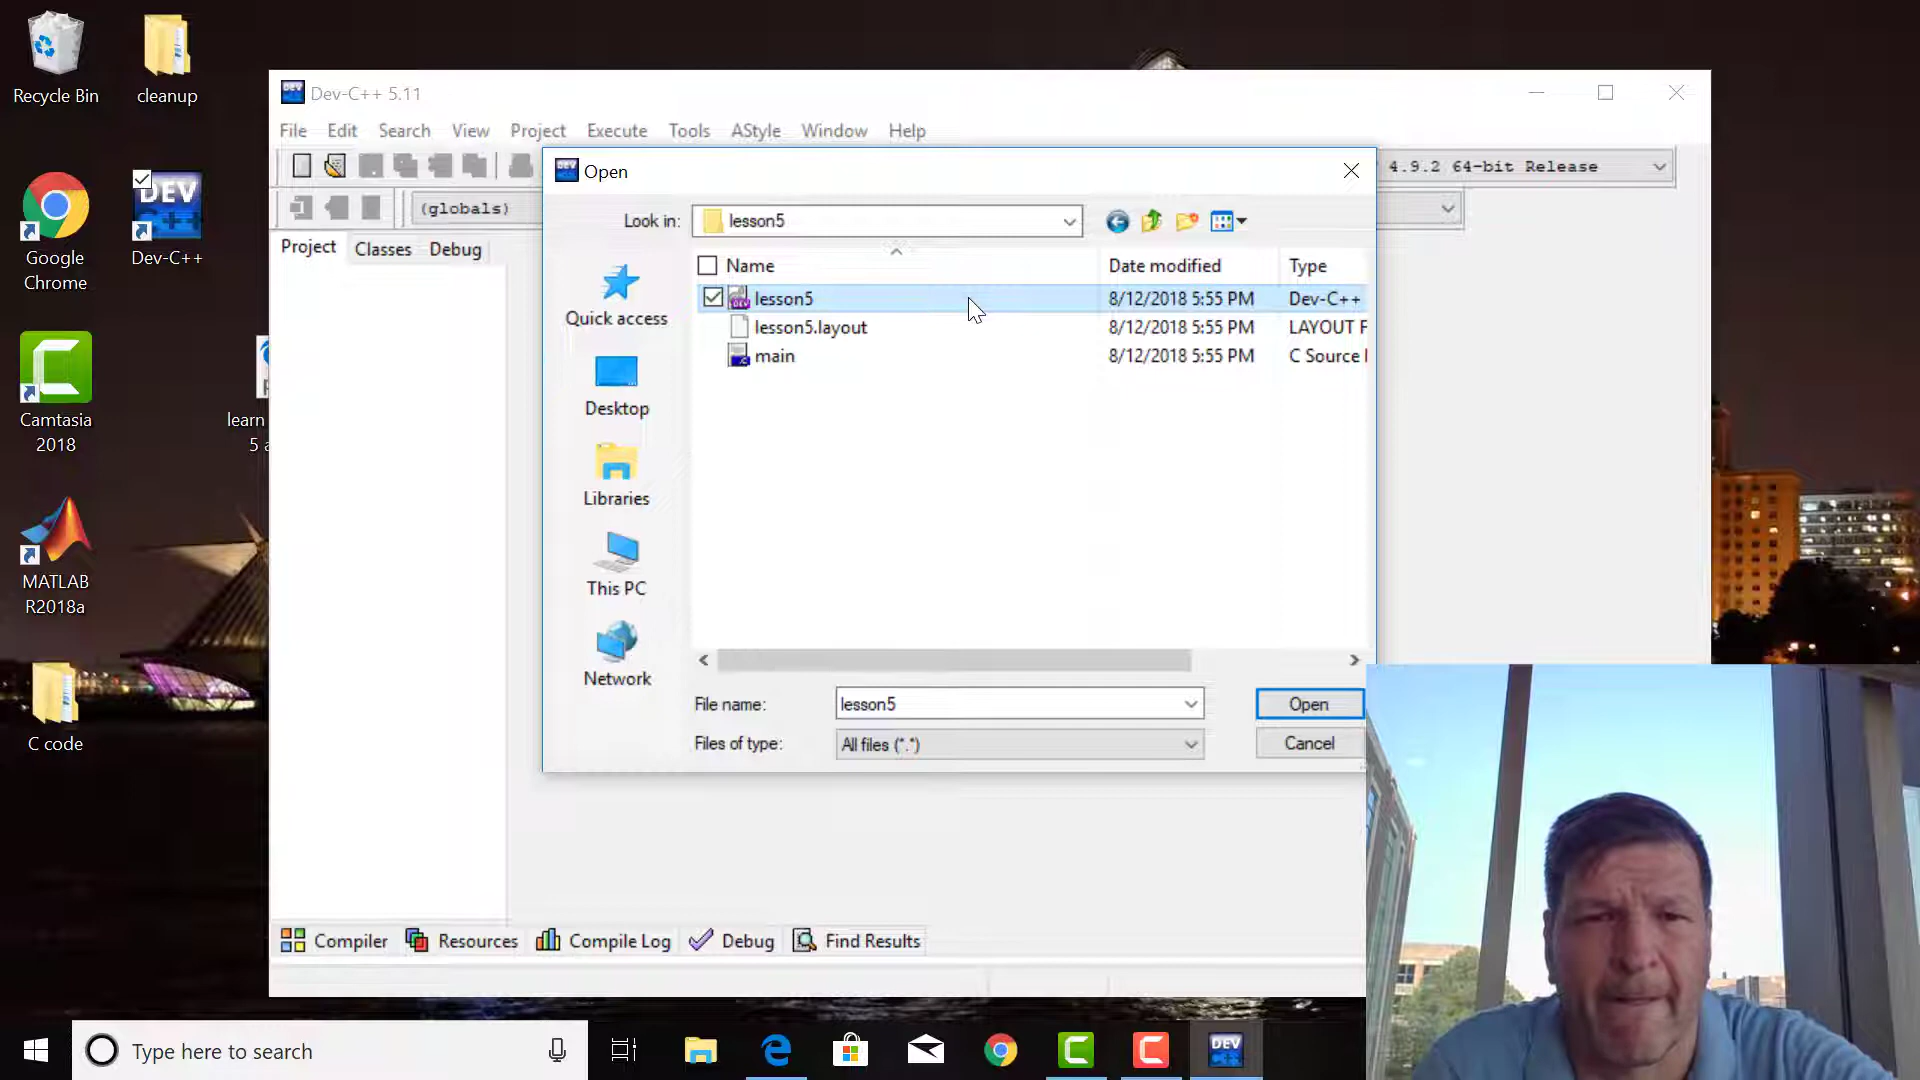 Recycle Bin
cleanup
Google
Chrome
DEV
C++
Dev-C++
Camtasia
2018
learn
5 a
MATLAB
R2018a
C code
Dev-C++ 5.11
File Edit Search View Project Execute Tools AStyle Window Help
4.9.2 64-bit Release
(globals)
Project Classes Debug
Open
Look in: lesson5
Name Date modified Type
lesson5 8/12/2018 5:55 PM Dev-C++
lesson5.layout 8/12/2018 5:55 PM LAYOUT F
main 8/12/2018 5:55 PM C Source
Quick access
Desktop
Libraries
This PC
Network
File name: lesson5 Open
Files of type: All files (*.*) Cancel
Compiler Resources Compile Log Debug Find Results
Type here to search
DEV